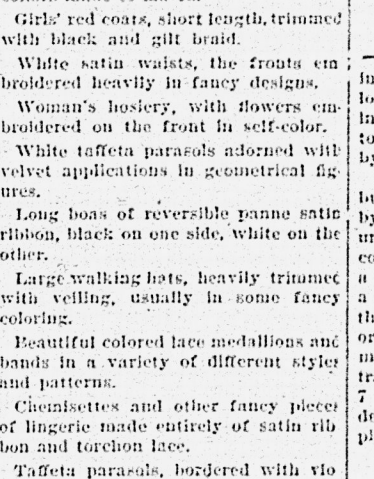 Girls' red coats, short length, trimmed
with black and gilt braid.
White satin waists, the fronts em
broidered heavily in fancy designs.
Woman's hosiery, with flowers em-
broidered on the front in self-color.
White taffeta parasols adorned with
velvet applications in geometrical fig-
ures.
Long boas of reversible panne satin
ribbon, black on one side, white on the
other.
Large walking hats, heavily trimmed
with veiling, usually in some fancy
coloring.
Beautiful colored lace medallions and
bands in a variety of different styles
and patterns.
Chemisettes and other fancy pieces
of lingerie made entirely of satin rib
bon and torchon lace.
Taffeta parasols, bordered with vio